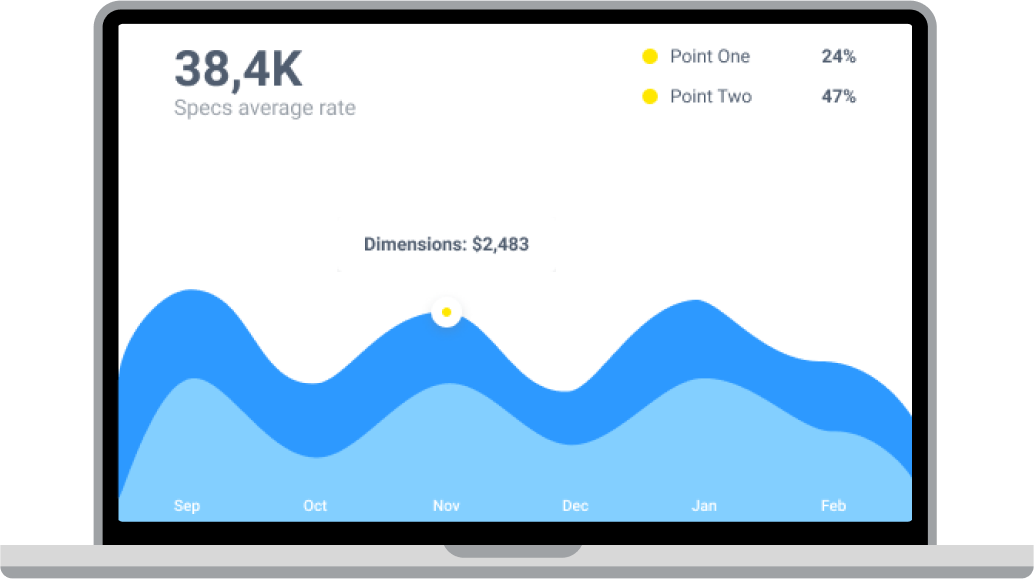 38,4K
Specs average rate
Point One 24%
Point Two 47%
Dimensions: $2,483
Sep Oct Nov Dec Jan Feb